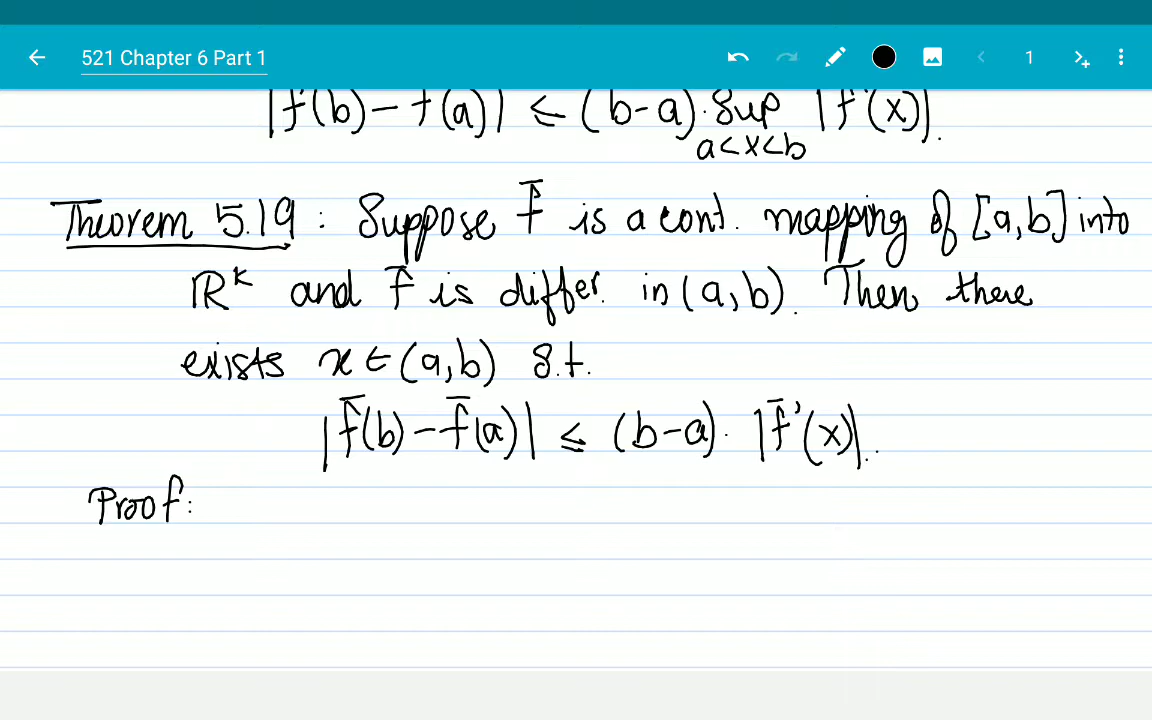 521 Chapter 6 Part 1
1
|f'(b) - f(a)| ≤ (b-a). Sup |f'(x)|.
a<x<b
Theorem 5.19 : Suppose f̄ is a cont. mapping of [a,b] into
ℝᵏ and f̄ is differ. in (a,b). Then there
exists x ∈ (a,b) s.t.
|f̄(b) - f̄(a)| ≤ (b-a). |f̄'(x)|..
Proof: